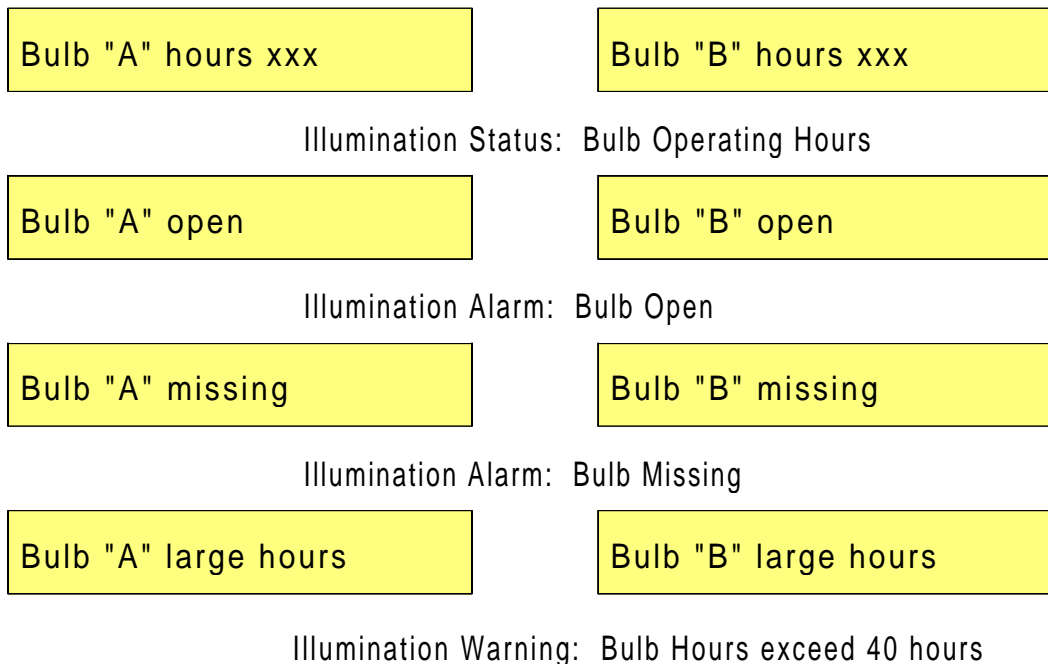 Bulb "A" hours xxx
Bulb "B" hours xxx
Illumination Status: Bulb Operating Hours
Bulb "A" open
Bulb "B" open
Illumination Alarm: Bulb Open
Bulb "A" missing
Bulb "B" missing
Illumination Alarm: Bulb Missing
Bulb "A" large hours
Bulb "B" large hours
Illumination Warning: Bulb Hours exceed 40 hours